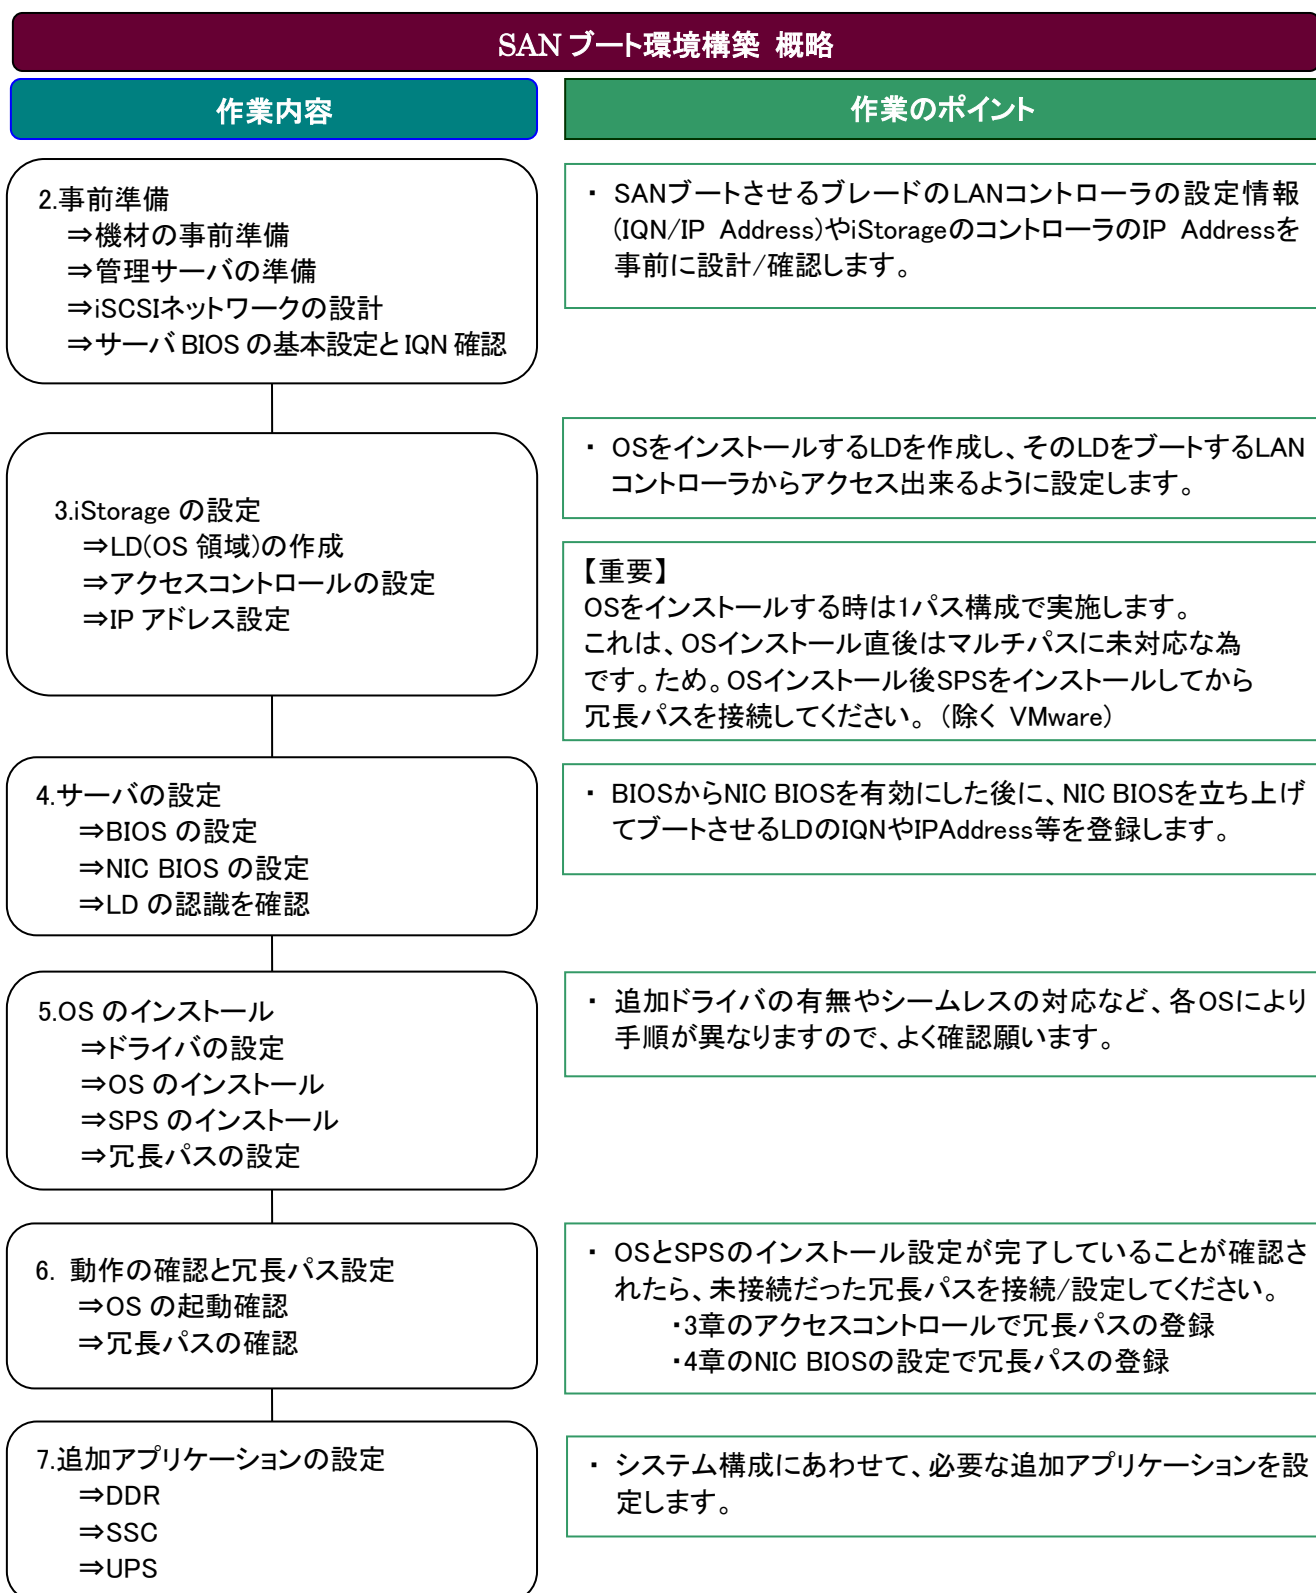 SAN ブート環境構築 概略
作業内容
作業のポイント
2.事前準備
⇒機材の事前準備
⇒管理サーバの準備
⇒iSCSIネットワークの設計
⇒サーバ BIOS の基本設定と IQN 確認
・ SANブートさせるブレードのLANコントローラの設定情報
(IQN/IP Address)やiStorageのコントローラのIP Addressを
事前に設計/確認します。
3.iStorage の設定
⇒LD(OS 領域)の作成
⇒アクセスコントロールの設定
⇒IP アドレス設定
・ OSをインストールするLDを作成し、そのLDをブートするLAN
コントローラからアクセス出来るように設定します。
【重要】
OSをインストールする時は1パス構成で実施します。
これは、OSインストール直後はマルチパスに未対応な為
です。ため。OSインストール後SPSをインストールしてから
冗長パスを接続してください。（除く VMware）
4.サーバの設定
⇒BIOS の設定
⇒NIC BIOS の設定
⇒LD の認識を確認
・ BIOSからNIC BIOSを有効にした後に、NIC BIOSを立ち上げ
てブートさせるLDのIQNやIPAddress等を登録します。
5.OS のインストール
⇒ドライバの設定
⇒OS のインストール
⇒SPS のインストール
⇒冗長パスの設定
・ 追加ドライバの有無やシームレスの対応など、各OSにより
手順が異なりますので、よく確認願います。
6. 動作の確認と冗長パス設定
⇒OS の起動確認
⇒冗長パスの確認
・ OSとSPSのインストール設定が完了していることが確認さ
れたら、未接続だった冗長パスを接続/設定してください。
・3章のアクセスコントロールで冗長パスの登録
・4章のNIC BIOSの設定で冗長パスの登録
7.追加アプリケーションの設定
⇒DDR
⇒SSC
⇒UPS
・ システム構成にあわせて、必要な追加アプリケーションを設
定します。